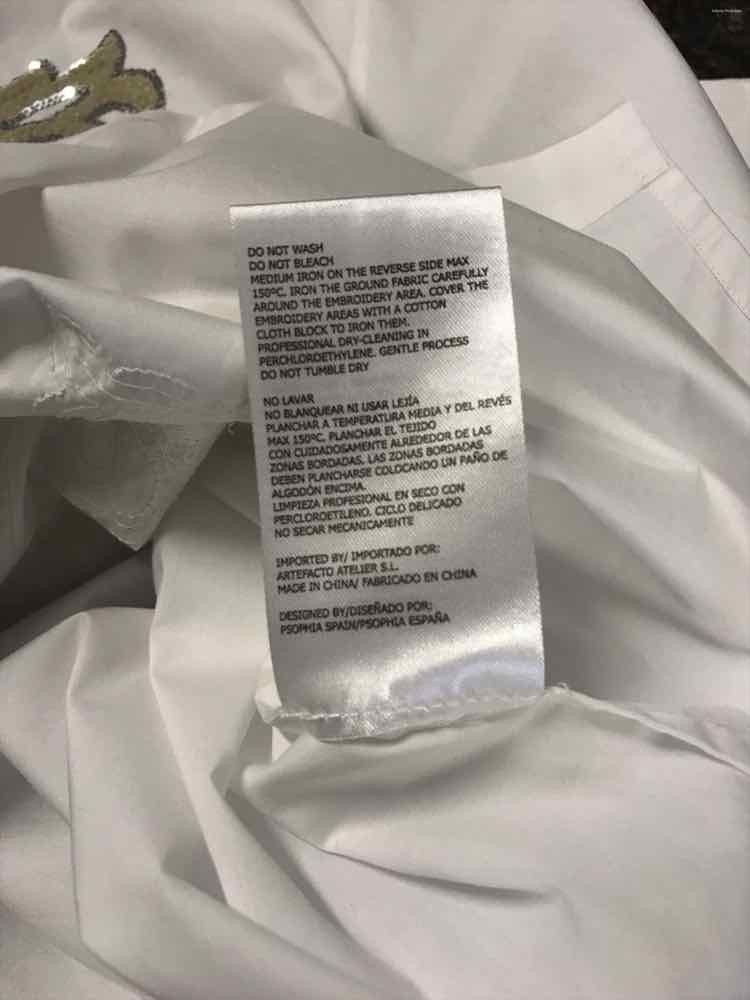 DO NOT WASH
DO NOT BLEACH
MEDIUM IRON ON THE REVERSE SIDE MAX
150ºC. IRON THE GROUND FABRIC CAREFULLY
AROUND THE EMBROIDERY AREA. COVER THE
EMBROIDERY AREAS WITH A COTTON
CLOTH BLOCK TO IRON THEM.
PROFESSIONAL DRY-CLEANING IN
PERCHLOROETHYLENE. GENTLE PROCESS
DO NOT TUMBLE DRY
NO LAVAR
NO BLANQUEAR NI USAR LEJÍA
PLANCHAR A TEMPERATURA MEDIA Y DEL REVÉS
MAX 150ºC. PLANCHAR EL TEJIDO
CON CUIDADOSAMENTE ALREDEDOR DE LAS
ZONAS BORDADAS. LAS ZONAS BORDADAS
DEBEN PLANCHARSE COLOCANDO UN PAÑO DE
ALGODÓN ENCIMA.
LIMPIEZA PROFESIONAL EN SECO CON
PERCLOROETILENO. CICLO DELICADO
NO SECAR MECANICAMENTE
IMPORTED BY/ IMPORTADO POR:
ARTEFACTO ATELIER S.L.
MADE IN CHINA/ FABRICADO EN CHINA
DESIGNED BY/DISEÑADO POR:
PSOPHIA SPAIN/PSOPHIA ESPAÑA